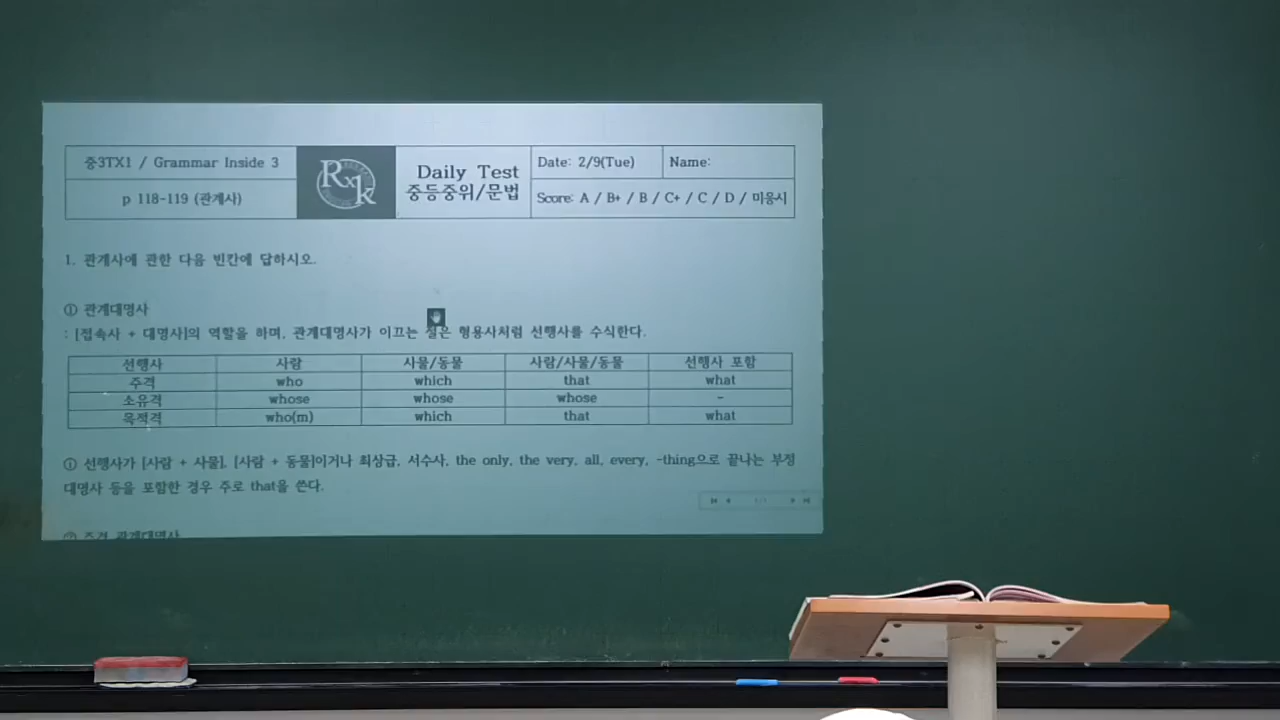 중3TX1 / Grammar Inside 3
p 118-119 (관계사)
RxK
Daily Test
중등중위/문법
Date: 2/9(Tue)
Name:
Score: A / B+ / B / C+ / C / D / 미응시
1. 관계사에 관한 다음 빈칸에 답하시오.
① 관계대명사
: [접속사 + 대명사]의 역할을 하며, 관계대명사가 이끄는 절은 형용사처럼 선행사를 수식한다.
선행사 사람 사물/동물 사람/사물/동물 선행사 포함
주격 who which that what
소유격 whose whose whose -
목적격 who(m) which that what
① 선행사가 [사람 + 사물], [사람 + 동물]이거나 최상급, 서수사, the only, the very, all, every, -thing으로 끝나는 부정
대명사 등을 포함한 경우 주로 that을 쓴다.
② 주격 관계대명사